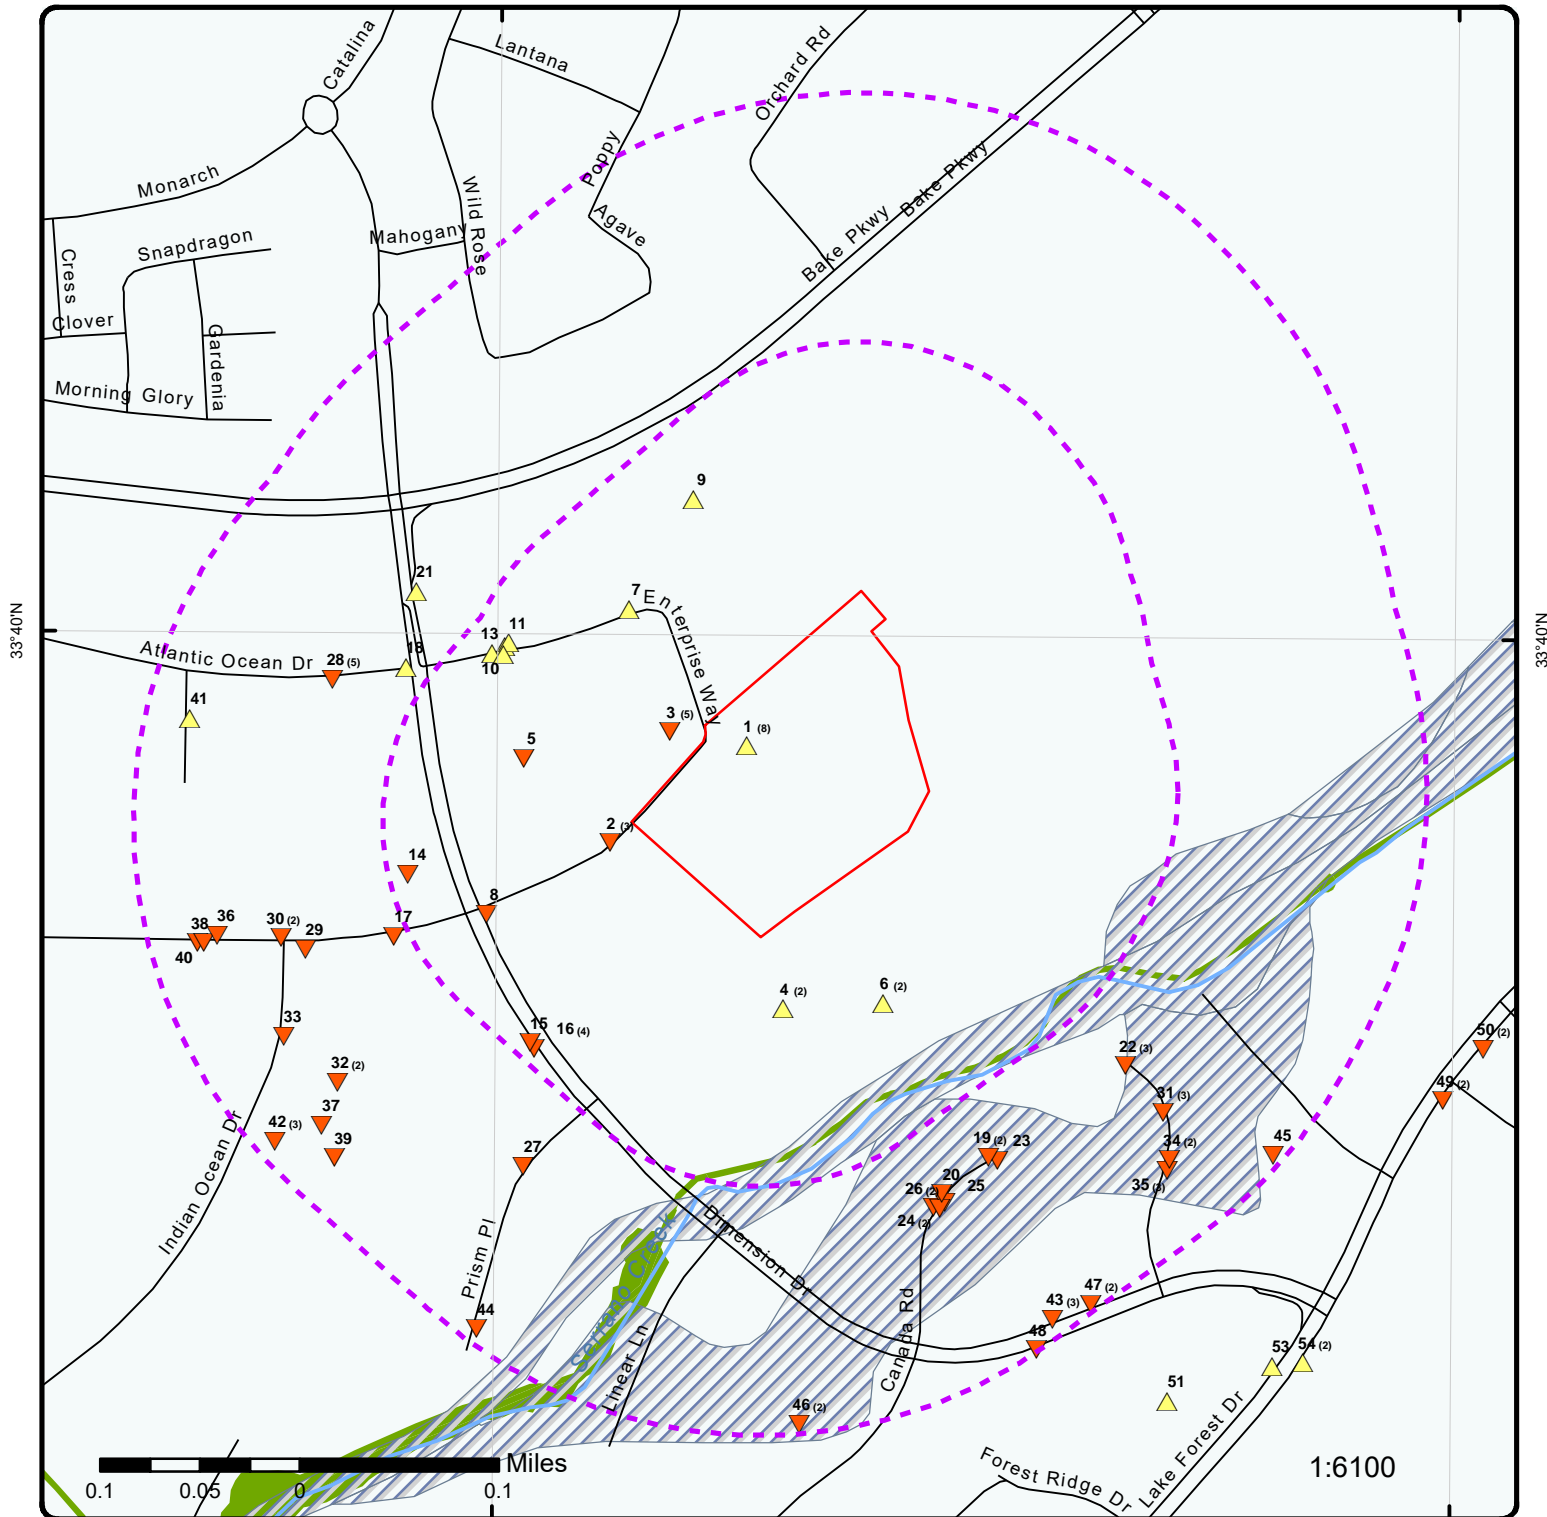 Catalina
Lantana
Orchard Rd
Poppy
Monarch
Wild Rose
Bake Pkwy
Bake Pkwy
Agave
Snapdragon
Mahogany
Cress
Clover
Gardenia
Morning Glory
9
21
7
Enterprise Way
11
13
10
18
33°40'N
33°40'N
Atlantic Ocean Dr
28 (5)
41
3 (5)
1 (8)
5
2 (3)
14
8
17
38
36
30 (2)
29
40
4 (2)
6 (2)
33
15
16 (4)
22 (3)
50 (2)
32 (2)
49 (2)
31 (3)
37
42 (3)
39
27
19 (2)
23
34 (2)
45
35 (3)
20
26 (2)
25
24 (2)
Indian Ocean Dr
Prism Pl
Dimension Dr
Serrano Creek
Linear Ln
Canada Rd
44
43 (3)
47 (2)
48
53
54 (2)
51
46 (2)
Lake Forest Dr
Forest Ridge Dr
Miles
1:6100
0.1
0.05
0
0.1